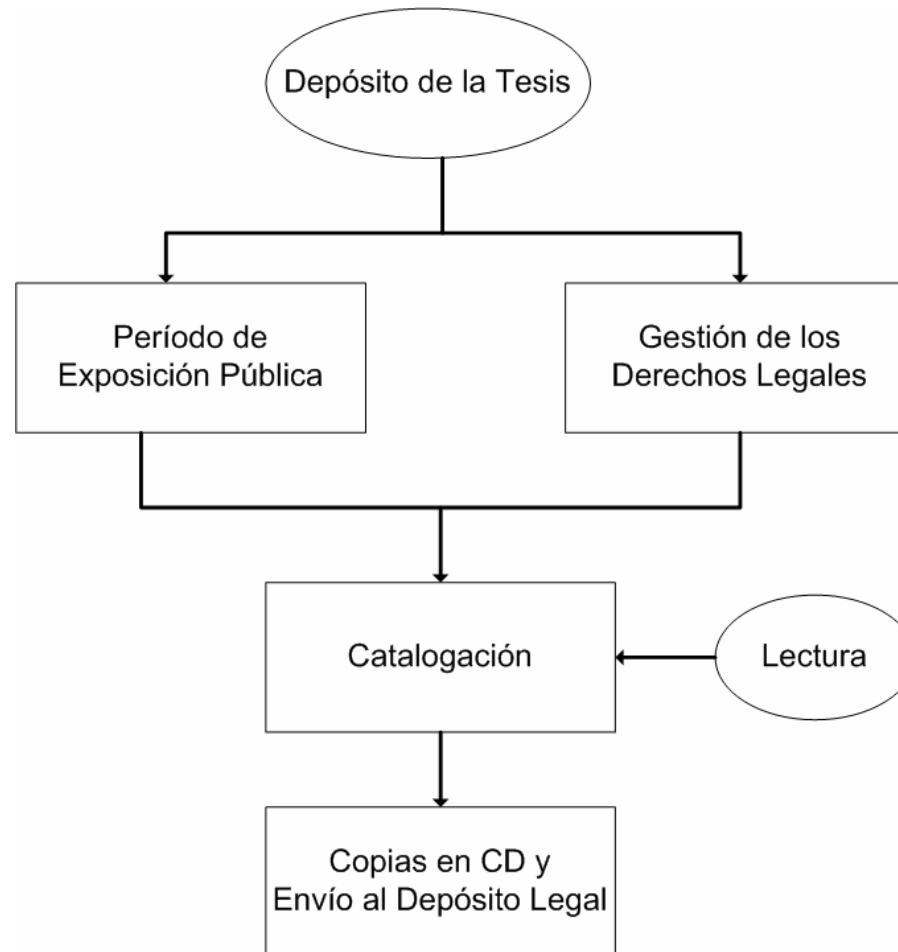 Depósito de la Tesis
Período de
Exposición Pública
Gestión de los
Derechos Legales
Catalogación
Lectura
Copias en CD y
Envío al Depósito Legal